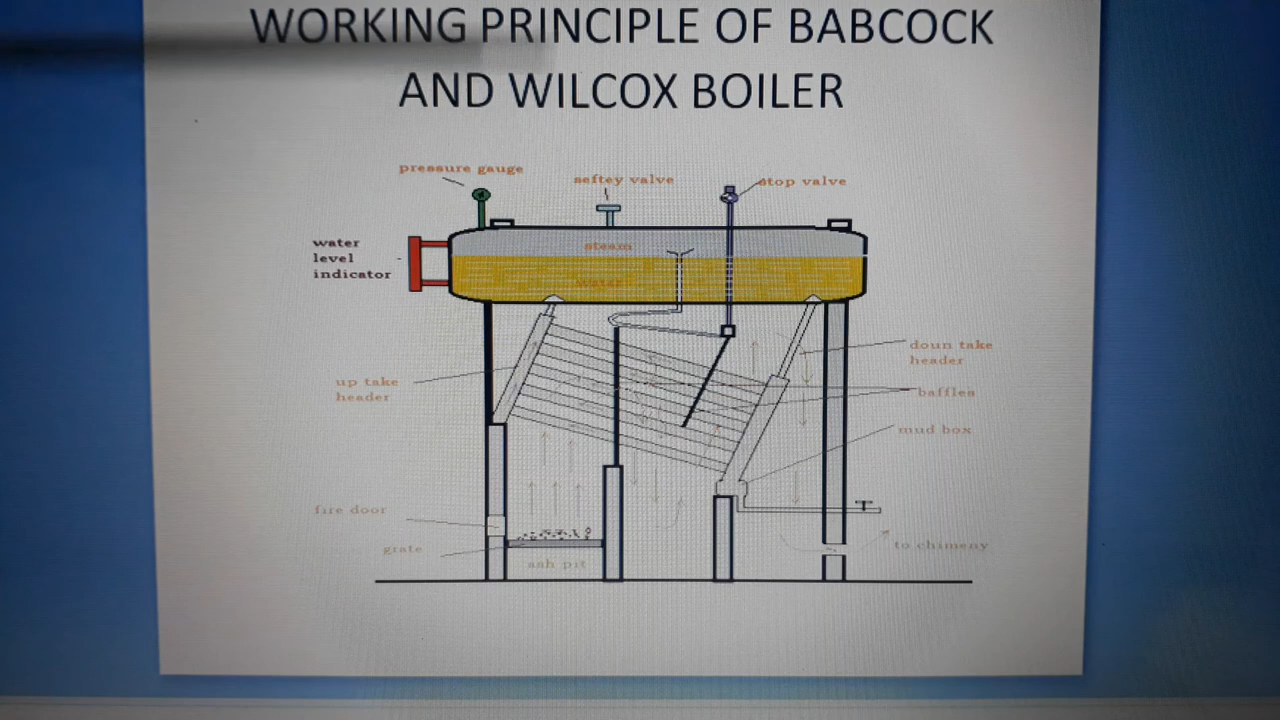 WORKING PRINCIPLE OF BABCOCK
AND WILCOX BOILER
pressure gauge
seftey valve
stop valve
water
level
indicator
steam
water
doun take
header
up take
header
baffles
mud box
fire door
grate
ash pit
to chimeny